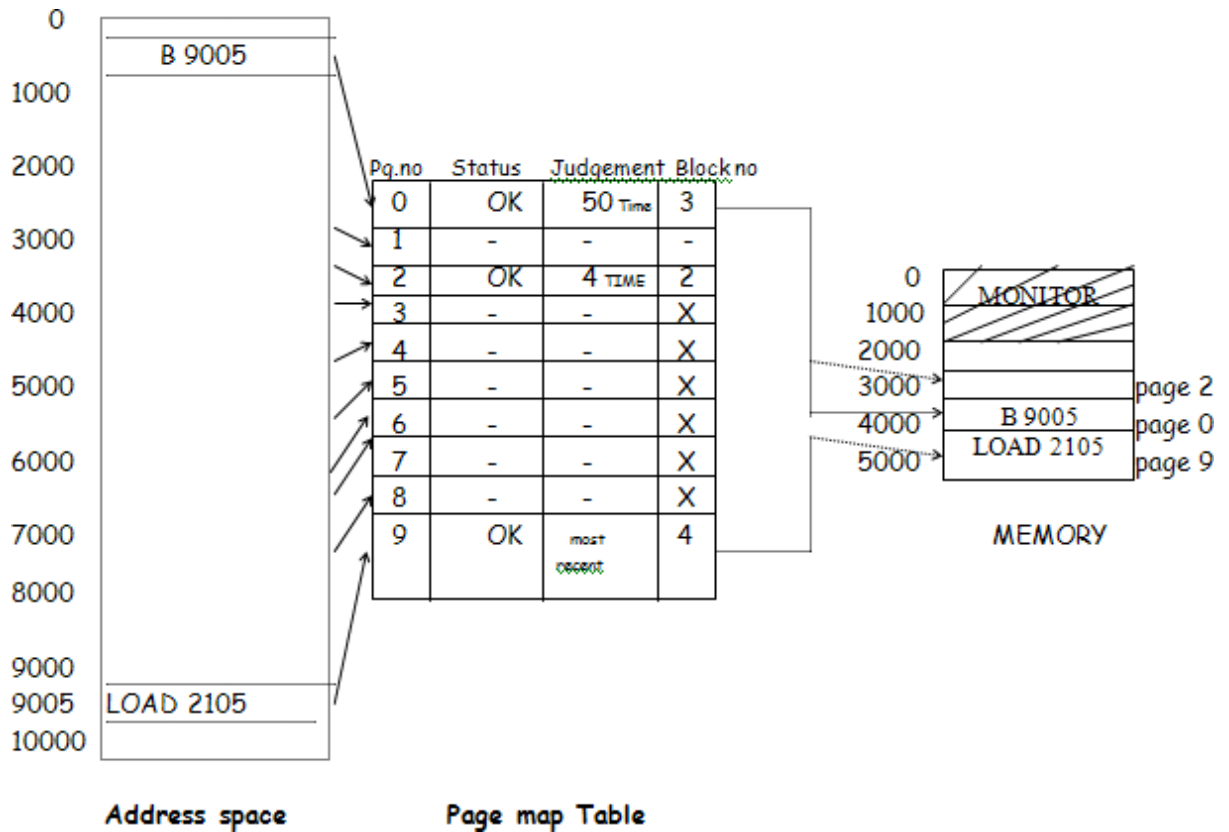 0
B 9005
1000
2000
3000
4000
5000
6000
7000
8000
9000
9005 LOAD 2105
10000
Address space
Pg.no Status Judgement Block no
0 OK 50 Time 3
1 - - -
2 OK 4 TIME 2
3 - - X
4 - - X
5 - - X
6 - - X
7 - - X
8 - - X
9 OK most recent 4
Page map Table
0
MONITOR
1000
2000
3000 page 2
4000 B 9005 page 0
5000 LOAD 2105 page 9
MEMORY